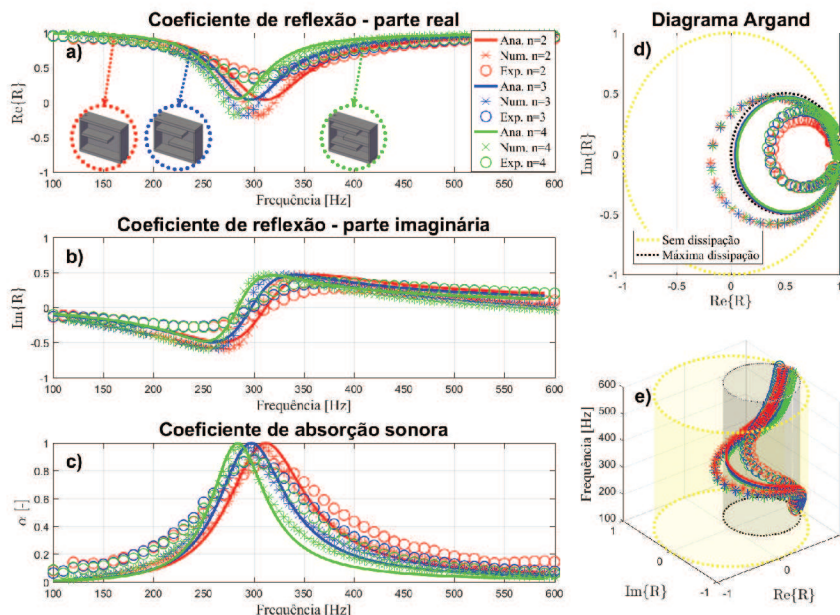 Coeficiente de reflexão - parte real
a)
Re{R}
1
0.5
0
-0.5
-1
100 150 200 250 300 350 400 450 500 550 600
Frequência [Hz]
Ana. n=2
Num. n=2
Exp. n=2
Ana. n=3
Num. n=3
Exp. n=3
Ana. n=4
Num. n=4
Exp. n=4
Coeficiente de reflexão - parte imaginária
b)
Im{R}
1
0.5
0
-0.5
-1
100 150 200 250 300 350 400 450 500 550 600
Frequência [Hz]
Coeficiente de absorção sonora
c)
α [-]
1
0.8
0.6
0.4
0.2
0
100 150 200 250 300 350 400 450 500 550 600
Frequência [Hz]
Diagrama Argand
d)
Im{R}
1
0.5
0
-0.5
-1
Sem dissipação
Máxima dissipação
-1 -0.5 0 0.5 1
Re{R}
e)
Frequência [Hz]
600
500
400
300
200
100
1
0
-1
Im{R}
-1
0
1
Re{R}